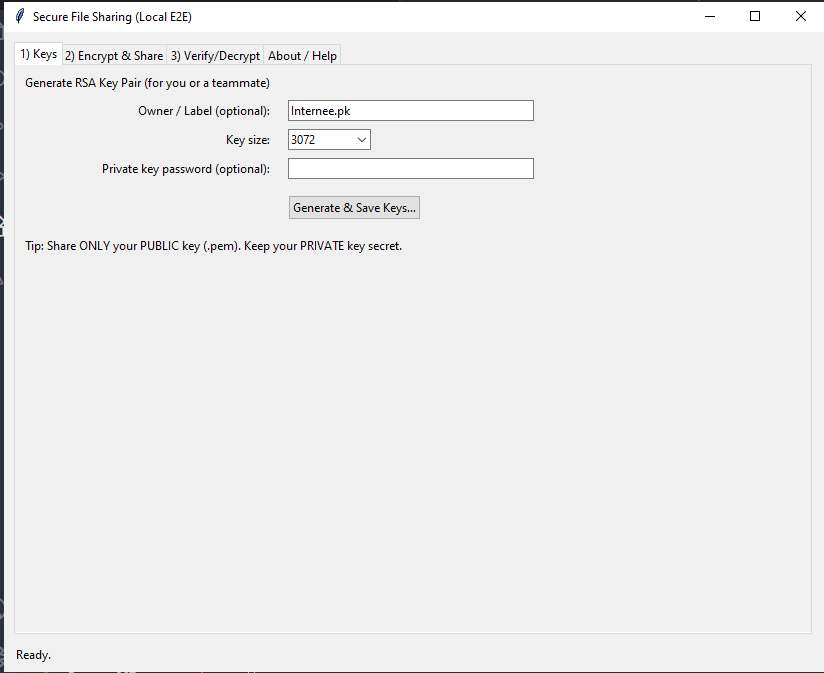 Secure File Sharing (Local E2E)
1) Keys 2) Encrypt & Share 3) Verify/Decrypt About / Help
Generate RSA Key Pair (for you or a teammate)
Owner / Label (optional): Internee.pk
Key size: 3072
Private key password (optional):
Generate & Save Keys...
Tip: Share ONLY your PUBLIC key (.pem). Keep your PRIVATE key secret.
Ready.